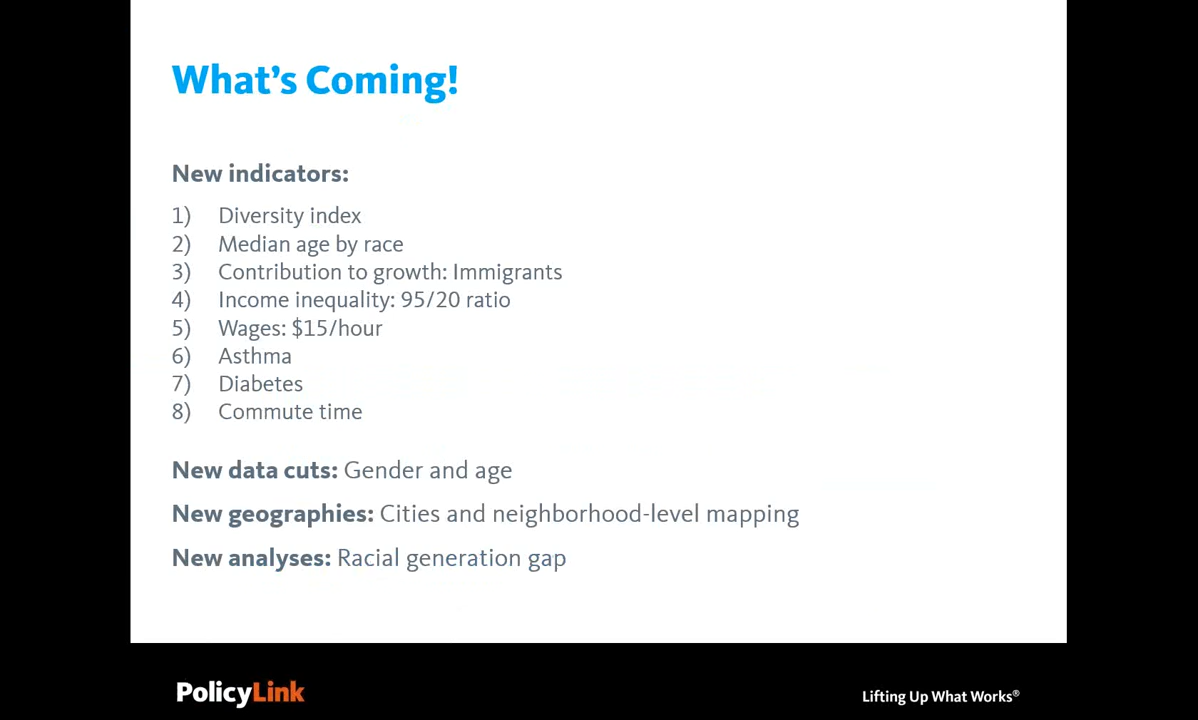 What's Coming!
New indicators:
1) Diversity index
2) Median age by race
3) Contribution to growth: Immigrants
4) Income inequality: 95/20 ratio
5) Wages: $15/hour
6) Asthma
7) Diabetes
8) Commute time
New data cuts: Gender and age
New geographies: Cities and neighborhood-level mapping
New analyses: Racial generation gap
PolicyLink
Lifting Up What Works®